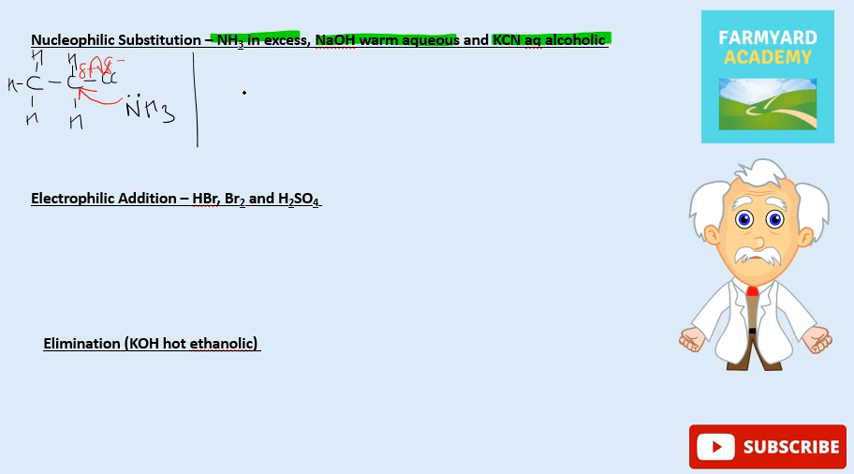 Nucleophilic Substitution – NH₃ in excess, NaOH warm aqueous and KCN aq alcoholic
FARMYARD
ACADEMY
H H δ+ δ-
H-C-C-Cl
H H
N̈H₃
Electrophilic Addition – HBr, Br₂ and H₂SO₄
Elimination (KOH hot ethanolic)
SUBSCRIBE